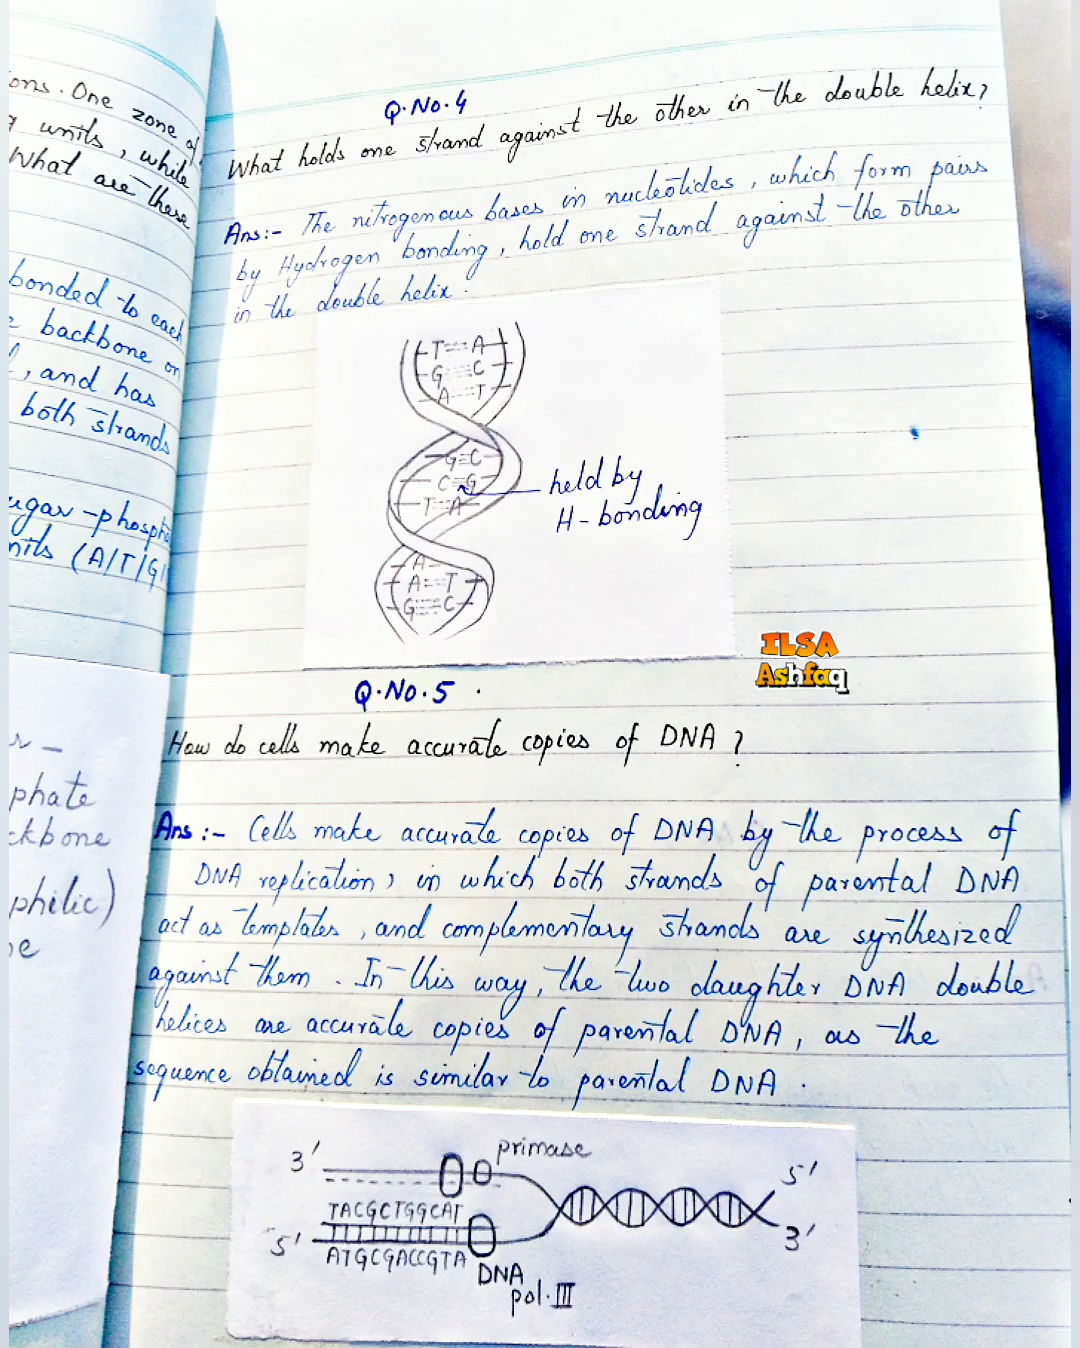 ons. One zone of
units, while
What are these
bonded to each
backbone on
, and has
both strands
ugar-phosph
nits (A/T/G/
phate
ckbone
philic)
Q.No.4
What holds one strand against the other in the double helix?
Ans:- The nitrogenous bases in nucleotides, which form pairs
by Hydrogen bonding, hold one strand against the other
in the double helix.
T A
G C
A T
G C
C G
T A
held by
H-bonding
A
A T
G C
ILSA
Ashfaq
Q.No.5
How do cells make accurate copies of DNA?
Ans:- Cells make accurate copies of DNA by the process of
DNA replication, in which both strands of parental DNA
act as templates, and complementary strands are synthesized
against them. In this way, the two daughter DNA double
helices are accurate copies of parental DNA, as the
sequence obtained is similar to parental DNA.
primase
3' 5'
TACGCTGGCAT
5' 3'
ATGCGACCGTA
DNA
pol.III